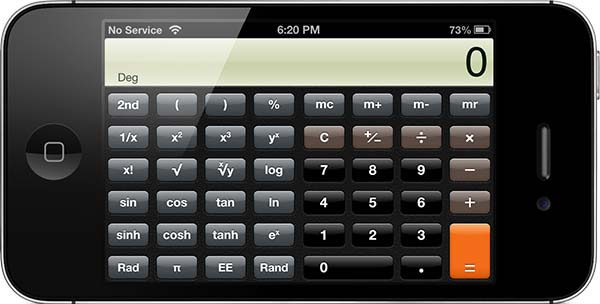 No Service 6:20 PM 73%
0
Deg
2nd ( ) % mc m+ m- mr
1/x x² x³ yˣ C +/− ÷ ×
x! √ ˣ√y log 7 8 9 −
sin cos tan ln 4 5 6 +
sinh cosh tanh eˣ 1 2 3 =
Rad π EE Rand 0 .